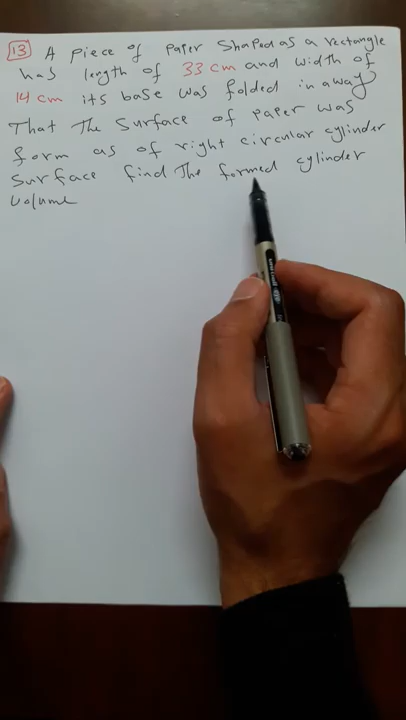 13 A piece of paper shaped as a rectangle
has length of 33 cm and width of
14 cm its base was folded in a way
That The surface of paper was
form as of right circular cylinder
surface find The formed cylinder
volume